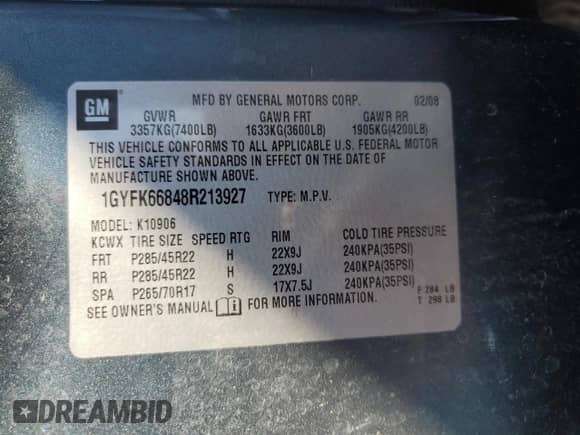 GM
MFD BY GENERAL MOTORS CORP. 02/08
GVWR GAWR FRT GAWR RR
3357KG(7400LB) 1633KG(3600LB) 1905KG(4200LB)
THIS VEHICLE CONFORMS TO ALL APPLICABLE U.S. FEDERAL MOTOR
VEHICLE SAFETY STANDARDS IN EFFECT ON THE DATE OF
MANUFACTURE SHOWN ABOVE.
1GYFK66848R213927 TYPE: M.P.V.
MODEL: K10906
KCWX TIRE SIZE SPEED RTG RIM COLD TIRE PRESSURE
FRT P285/45R22 H 22X9J 240KPA(35PSI)
RR P285/45R22 H 22X9J 240KPA(35PSI)
SPA P265/70R17 S 17X7.5J 240KPA(35PSI)
F 284 LB
T 298 LB
SEE OWNER'S MANUAL FOR MORE INFORMATION.
DREAMBID